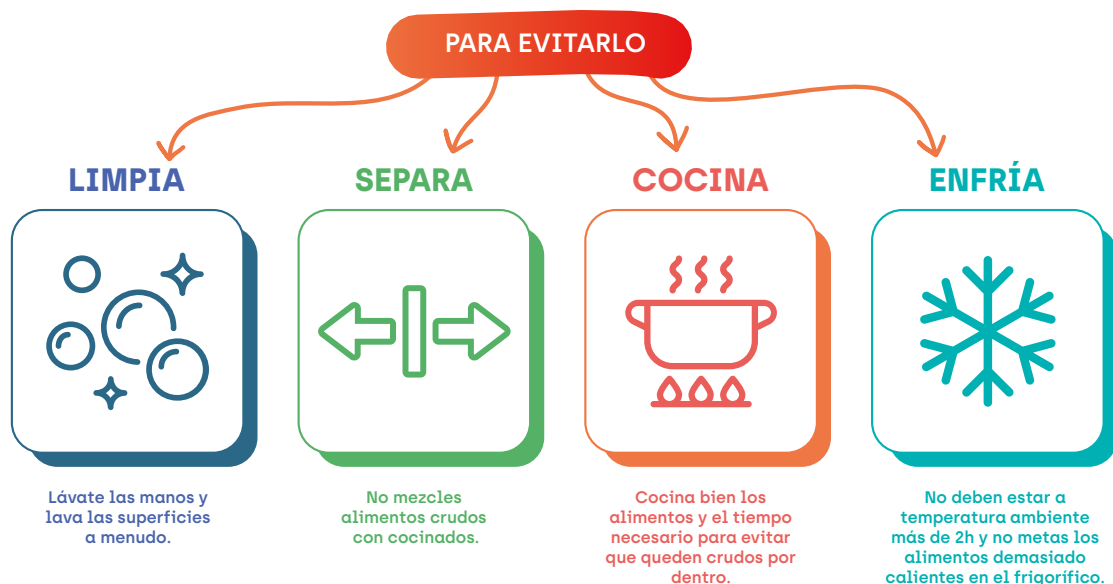 PARA EVITARLO
LIMPIA
SEPARA
COCINA
ENFRÍA
Lávate las manos y
lava las superficies
a menudo.
No mezcles
alimentos crudos
con cocinados.
Cocina bien los
alimentos y el tiempo
necesario para evitar
que queden crudos por
dentro.
No deben estar a
temperatura ambiente
más de 2h y no metas los
alimentos demasiado
calientes en el frigorífico.